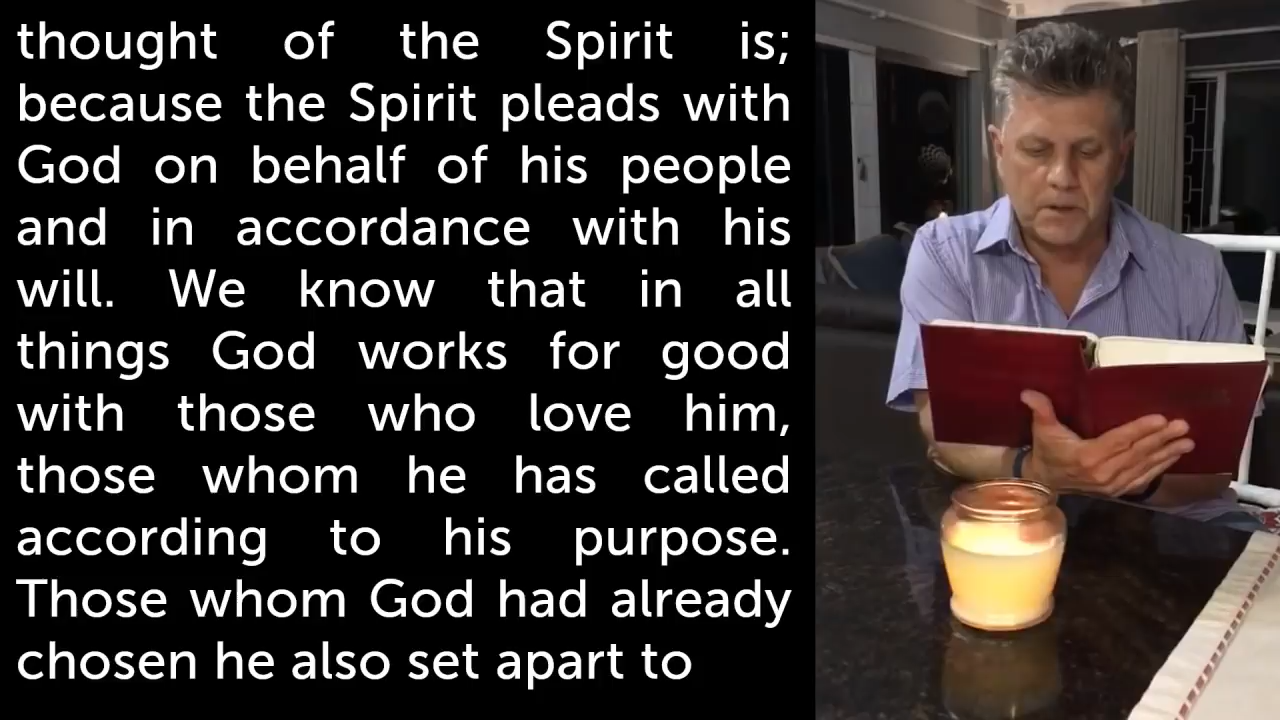 thought of the Spirit is;
because the Spirit pleads with
God on behalf of his people
and in accordance with his
will. We know that in all
things God works for good
with those who love him,
those whom he has called
according to his purpose.
Those whom God had already
chosen he also set apart to